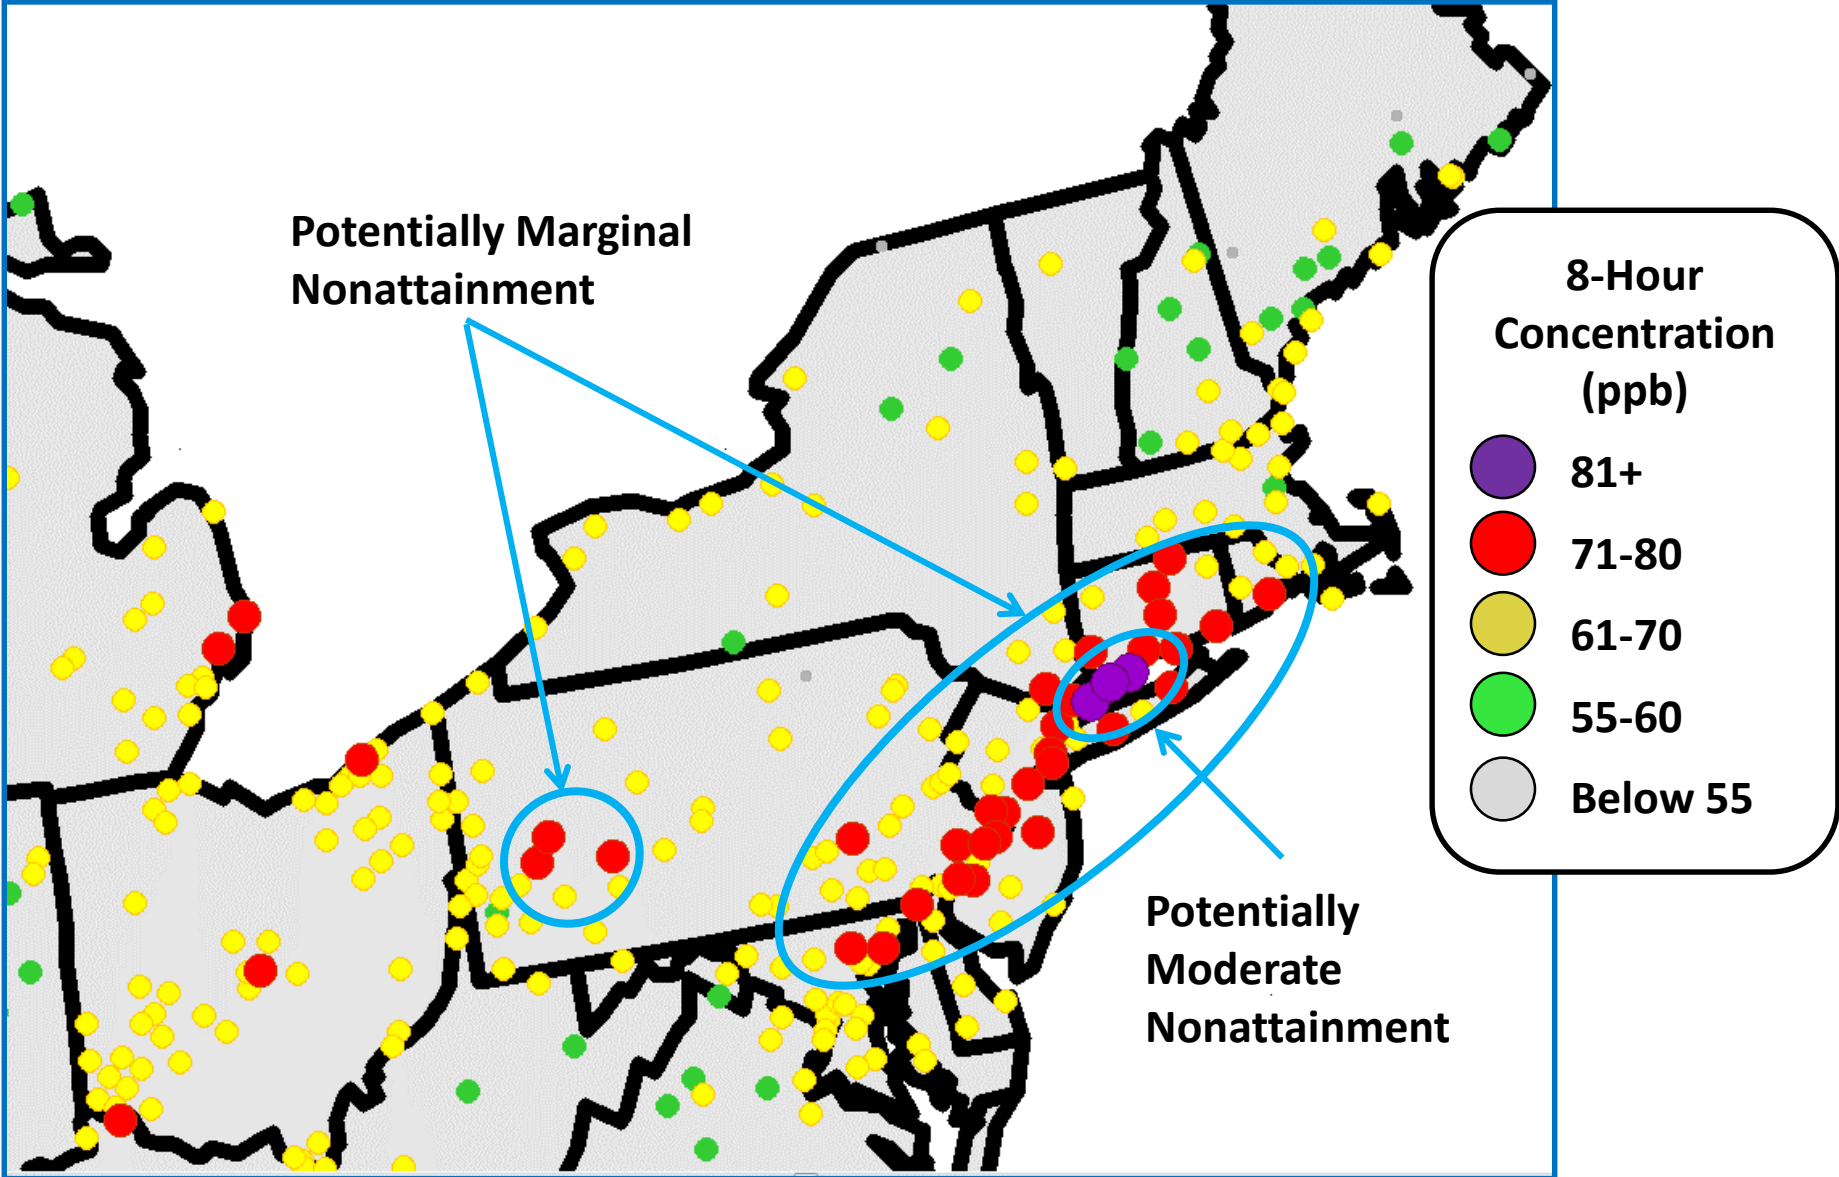 Potentially Marginal
Nonattainment
8-Hour
Concentration
(ppb)
81+
71-80
61-70
55-60
Below 55
Potentially
Moderate
Nonattainment